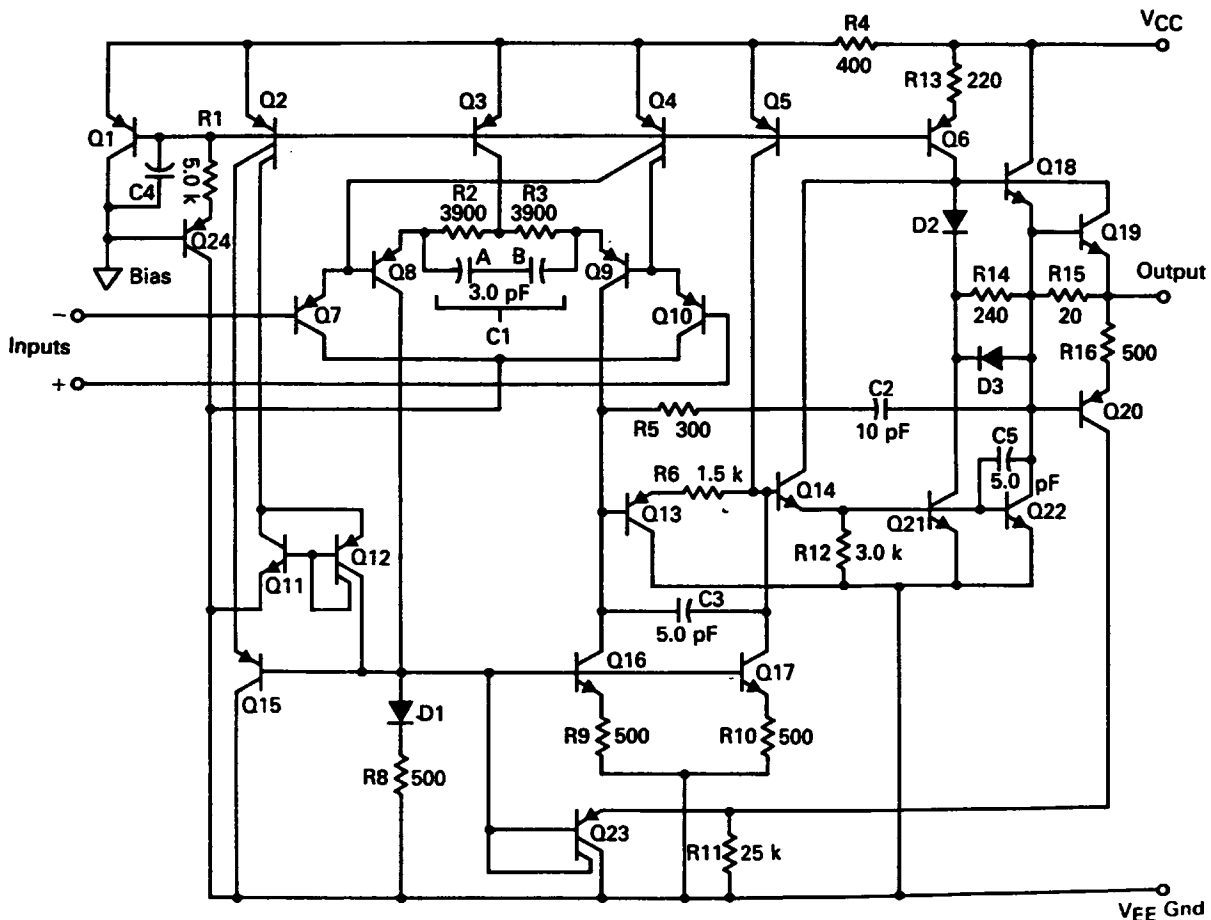 R4
VCC
400
R13
220
Q2
Q3
Q4
Q5
R1
Q1
Q6
5.0 k
Q18
C4
R2
R3
3900
3900
D2
Q19
Q24
A
B
Q8
Q9
R14
R15
Output
Bias
3.0 pF
240
20
−
Q7
Q10
R16
500
C1
Inputs
D3
+
C2
R5
300
10 pF
Q20
C5
R6
1.5 k
Q14
5.0
pF
Q13
Q21
Q22
Q12
R12
3.0 k
Q11
C3
5.0 pF
Q16
Q17
Q15
D1
R9
500
R10
500
R8
500
Q23
R11
25 k
VEE Gnd